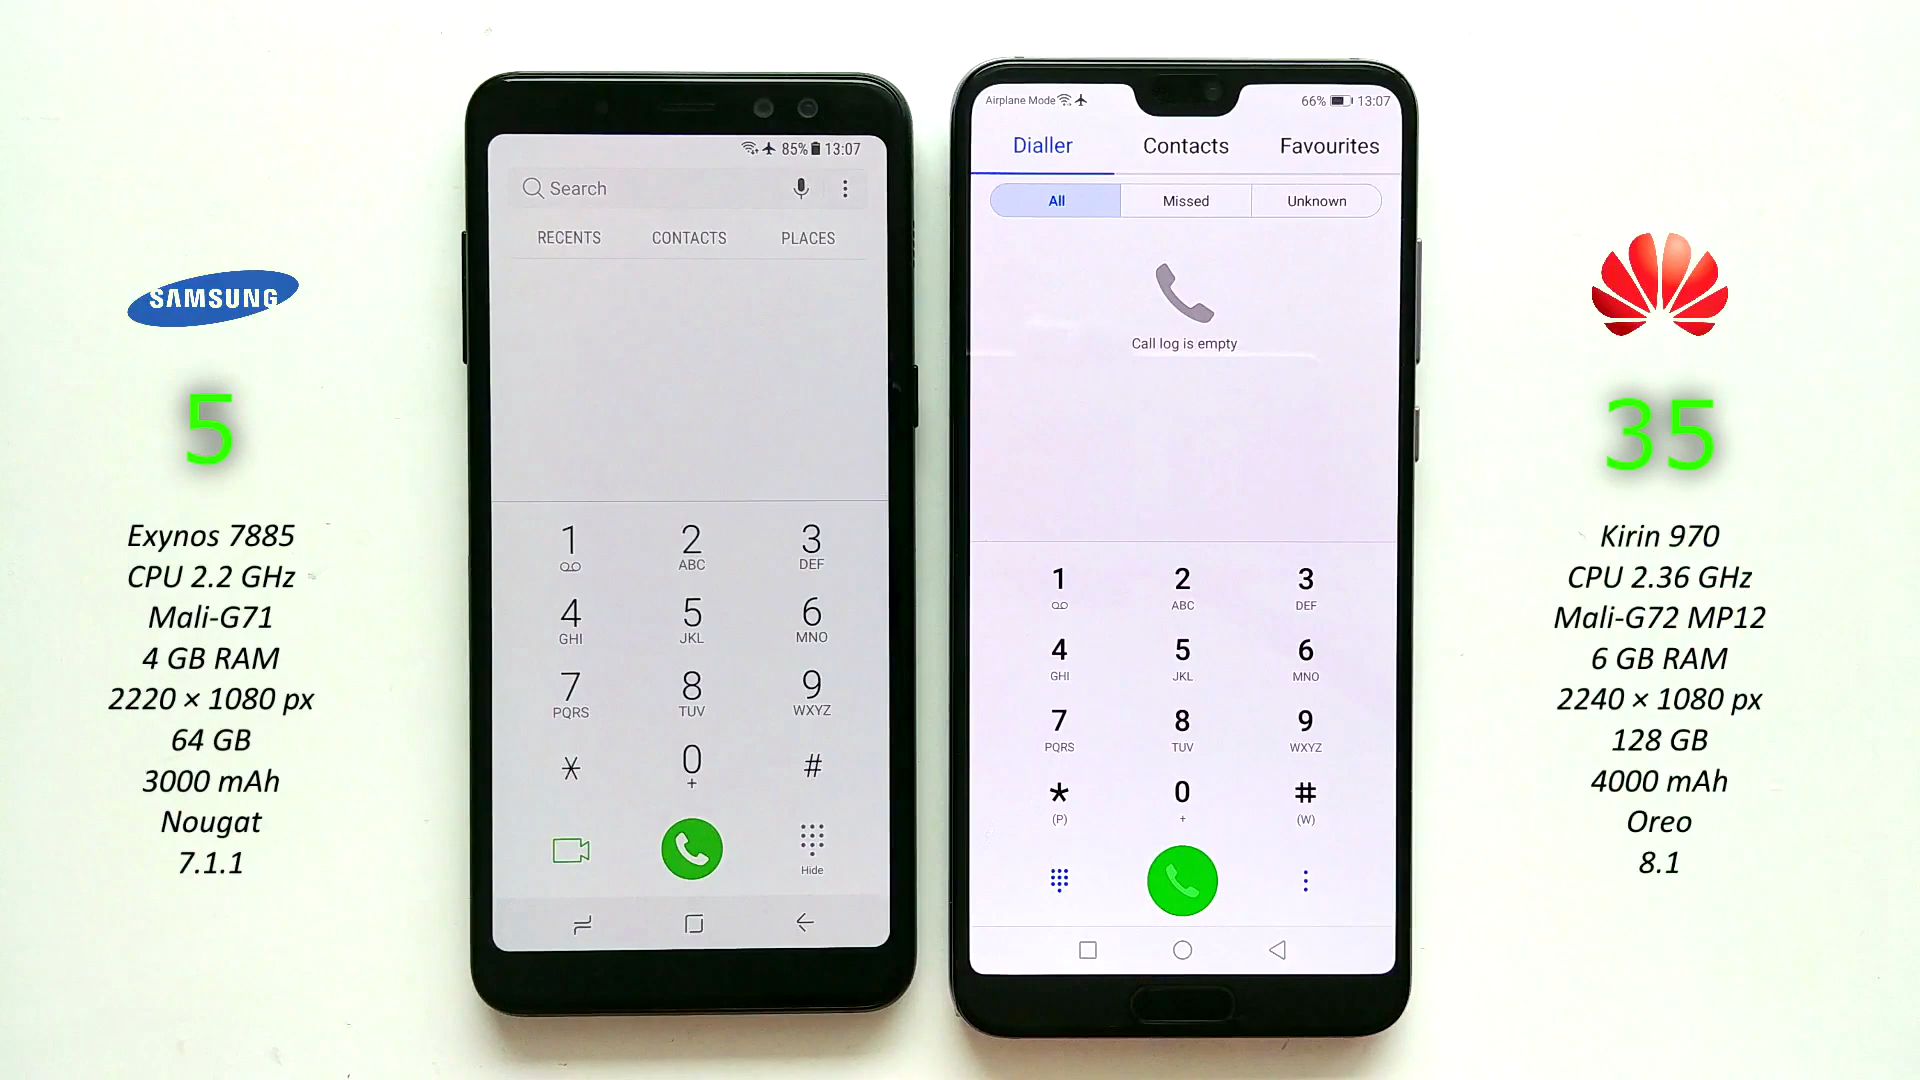 SAMSUNG
5
Exynos 7885
CPU 2.2 GHz
Mali-G71
4 GB RAM
2220 × 1080 px
64 GB
3000 mAh
Nougat
7.1.1
85% 13:07
Search
RECENTS CONTACTS PLACES
1 2 3
ABC DEF
4 5 6
GHI JKL MNO
7 8 9
PQRS TUV WXYZ
* 0 #
+
Hide
Airplane Mode 66% 13:07
Dialler Contacts Favourites
All Missed Unknown
Call log is empty
1 2 3
ABC DEF
4 5 6
GHI JKL MNO
7 8 9
PQRS TUV WXYZ
* 0 #
(P) + (W)
35
Kirin 970
CPU 2.36 GHz
Mali-G72 MP12
6 GB RAM
2240 × 1080 px
128 GB
4000 mAh
Oreo
8.1